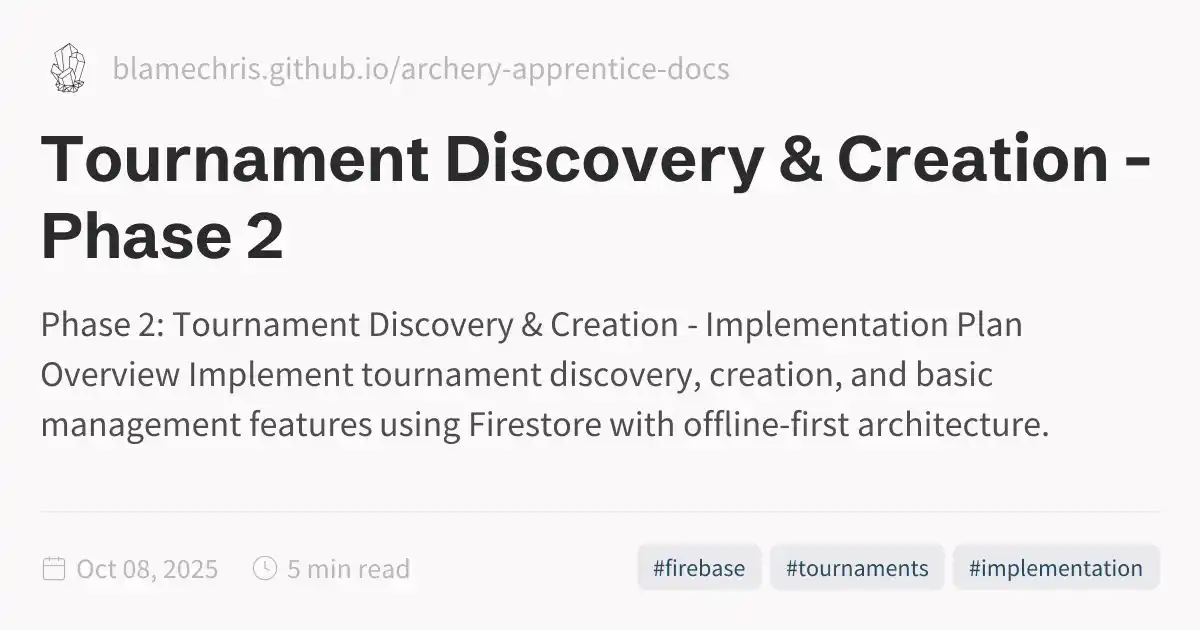 blamechris.github.io/archery-apprentice-docs
Tournament Discovery & Creation -
Phase 2
Phase 2: Tournament Discovery & Creation - Implementation Plan
Overview Implement tournament discovery, creation, and basic
management features using Firestore with offline-first architecture.
Oct 08, 2025 5 min read #firebase #tournaments #implementation